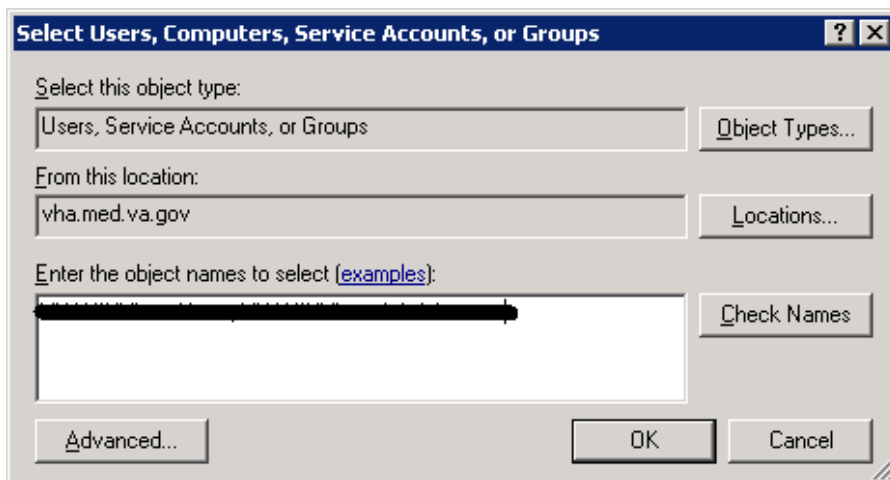 Select Users, Computers, Service Accounts, or Groups
Select this object type:
Users, Service Accounts, or Groups
Object Types...
From this location:
vha.med.va.gov
Locations...
Enter the object names to select (examples):
Check Names
Advanced...
OK
Cancel